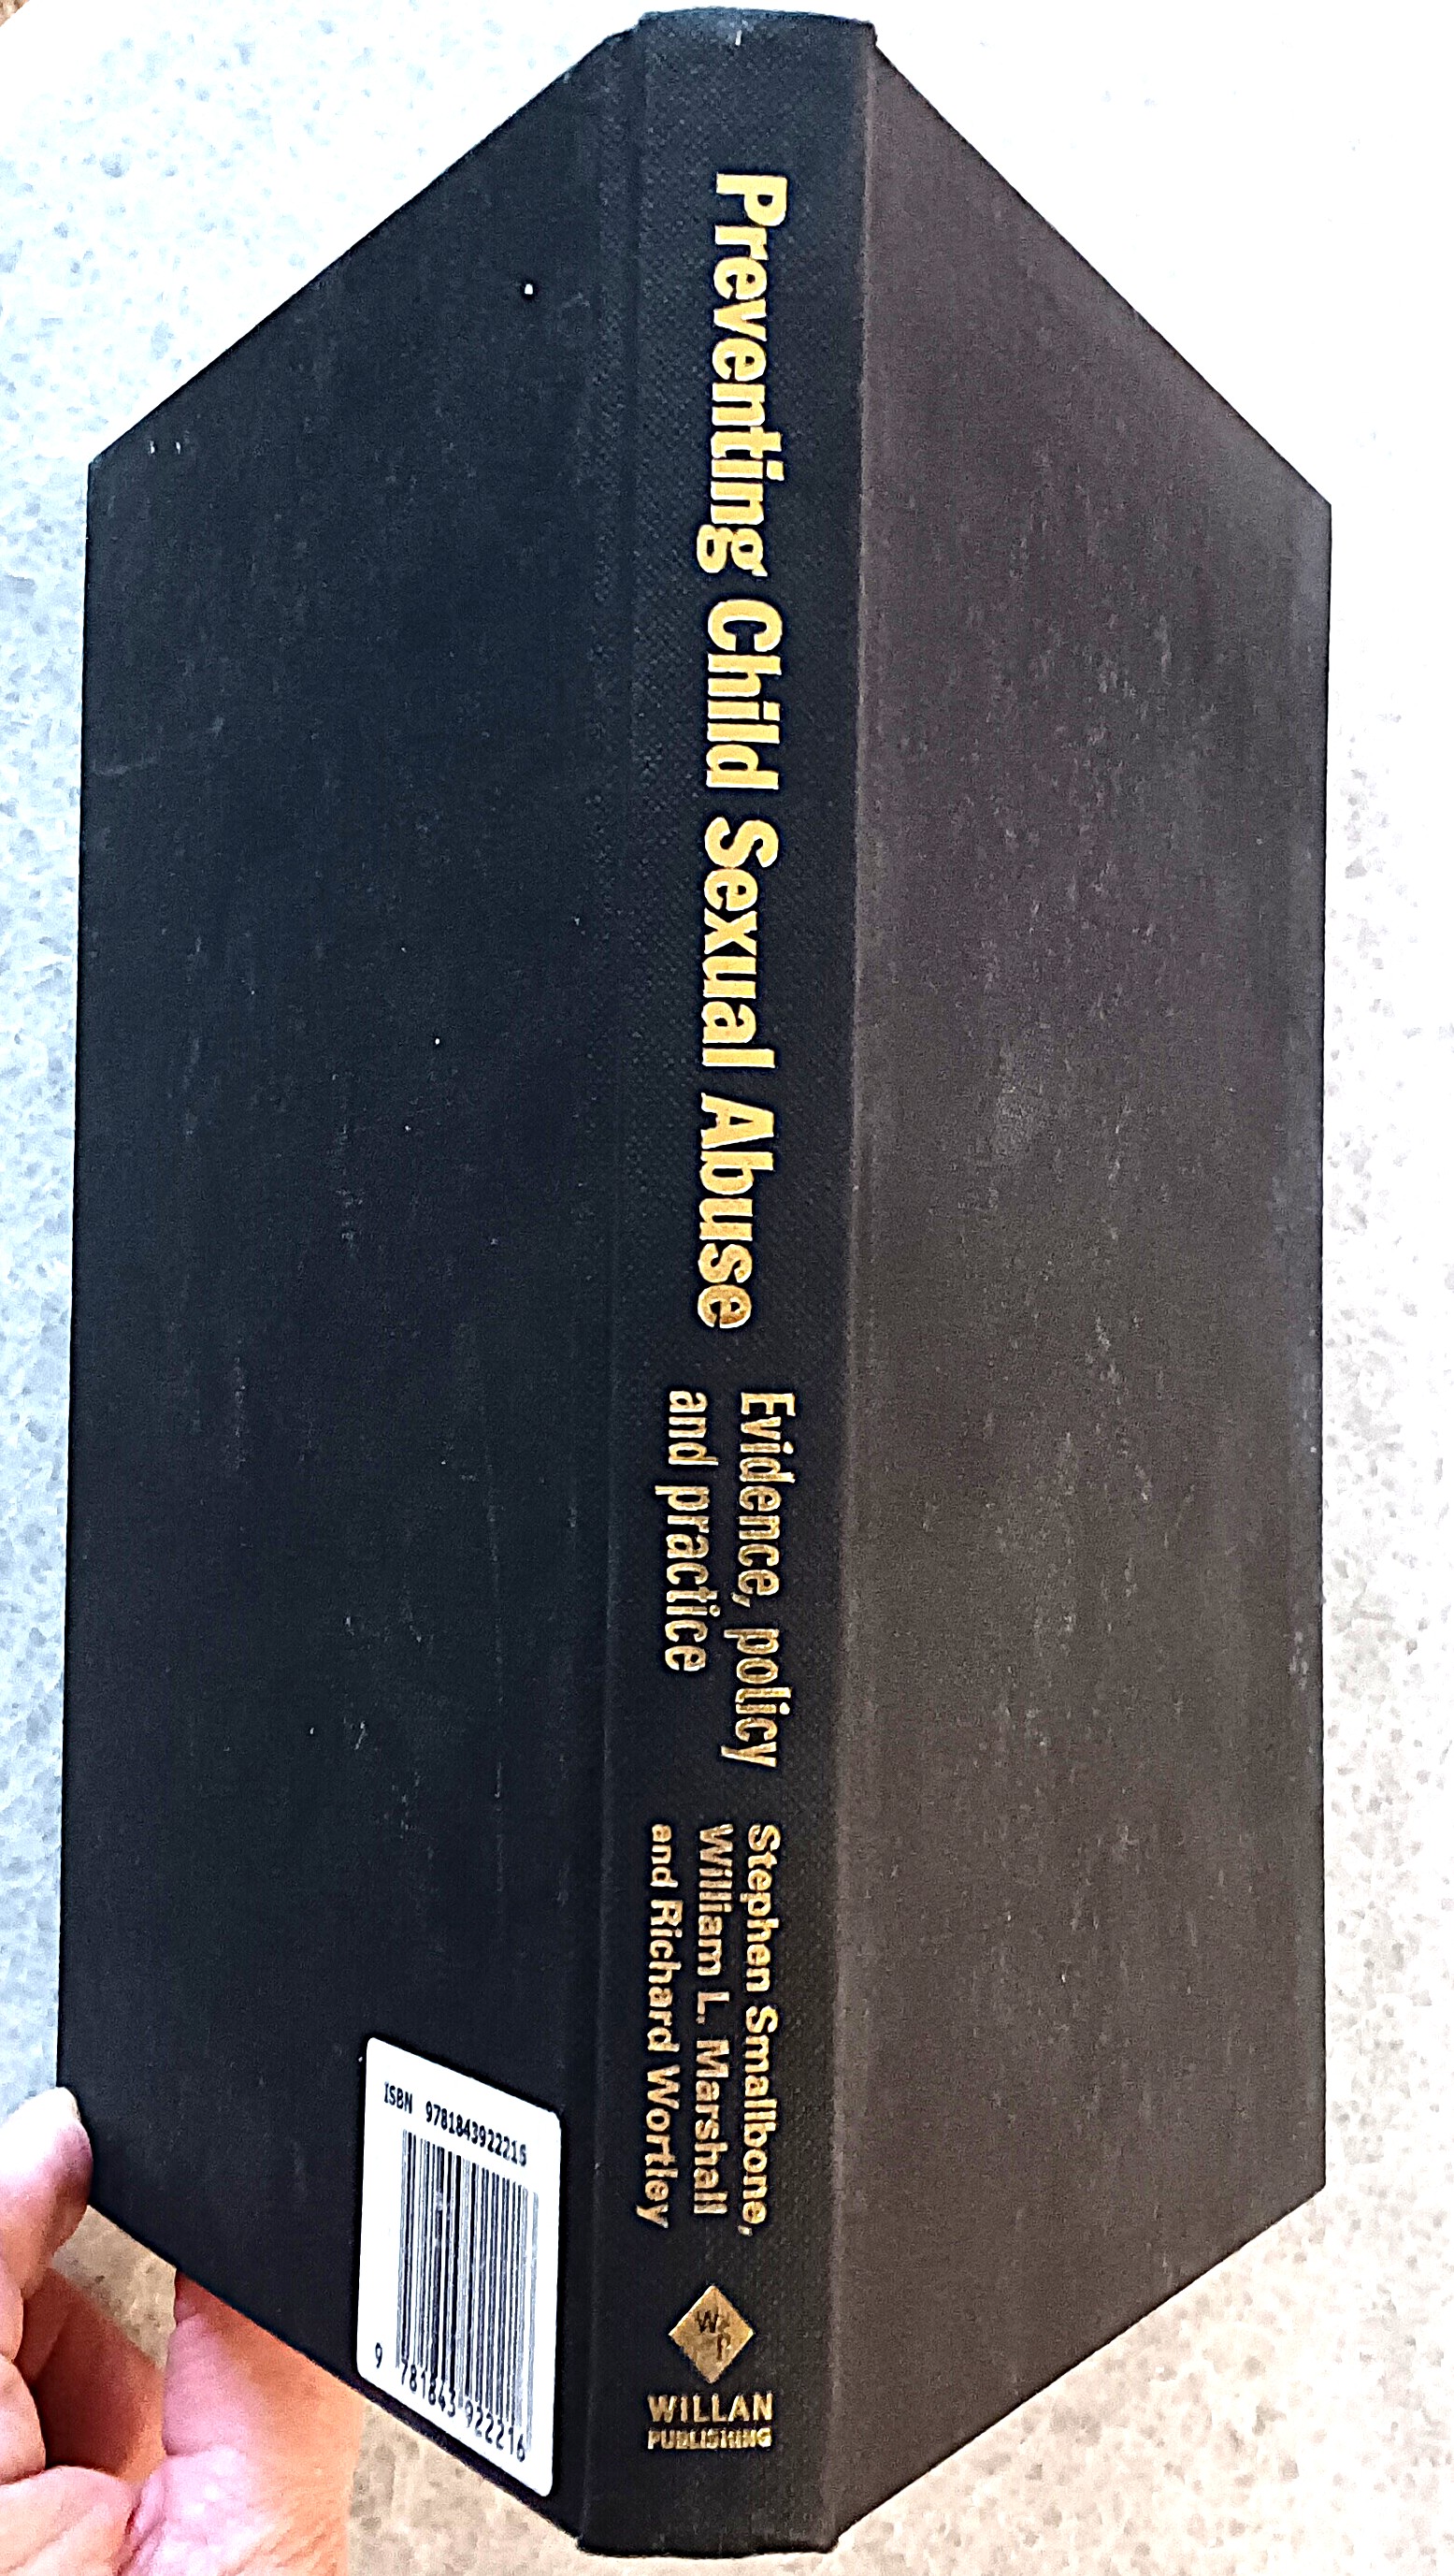 Preventing Child Sexual Abuse
Evidence, policy
and practice
Stephen Smallbone,
William L. Marshall
and Richard Wortley
WP
WILLAN
PUBLISHING
ISBN 9781843922216
9 781843 922216